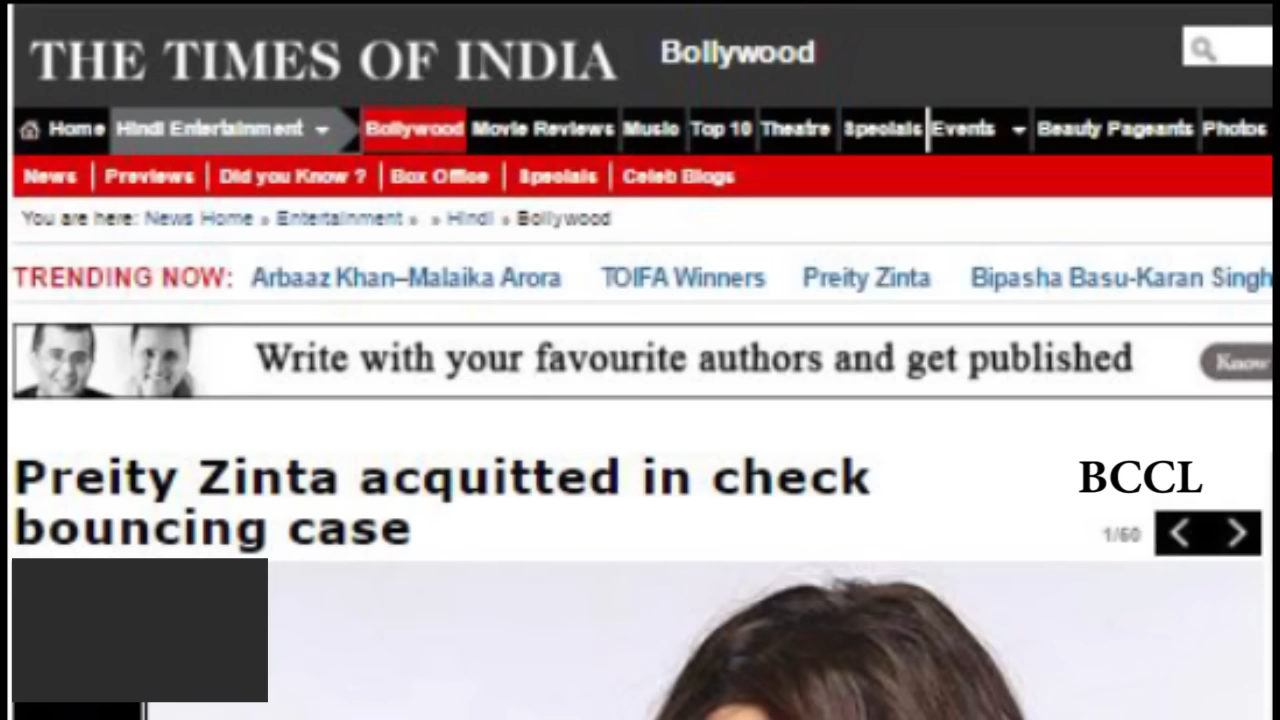 THE TIMES OF INDIA Bollywood
Home Hindi Entertainment Bollywood Movie Reviews Music Top 10 Theatre Specials Events Beauty Pageants Photos
News Previews Did you Know ? Box Office Specials Celeb Blogs
You are here: News Home » Entertainment » » Hindi » Bollywood
TRENDING NOW: Arbaaz Khan–Malaika Arora TOIFA Winners Preity Zinta Bipasha Basu-Karan Singh
Write with your favourite authors and get published Know
Preity Zinta acquitted in check
bouncing case
BCCL
1/60